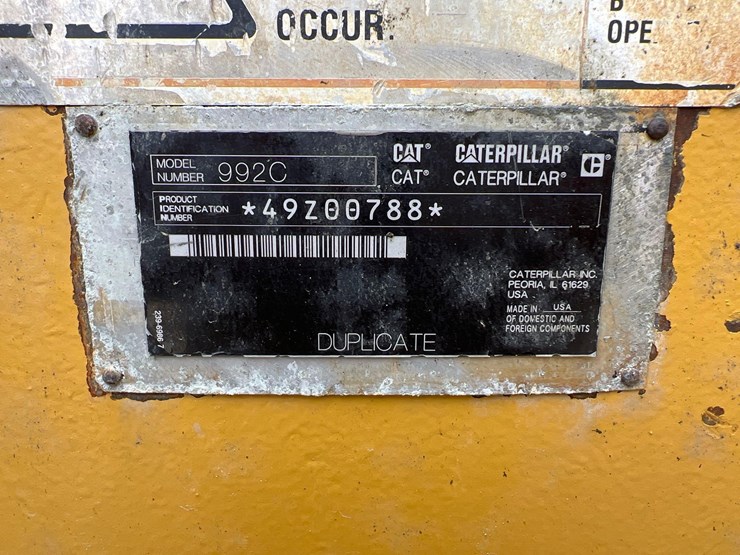 OCCUR.
B
OPE
CAT® CATERPILLAR®
MODEL
NUMBER 992C
CAT® CATERPILLAR®
PRODUCT
IDENTIFICATION
NUMBER
*49Z00788*
CATERPILLAR INC.
PEORIA, IL 61629
USA
MADE IN USA
OF DOMESTIC AND
FOREIGN COMPONENTS
239-6966 7
DUPLICATE